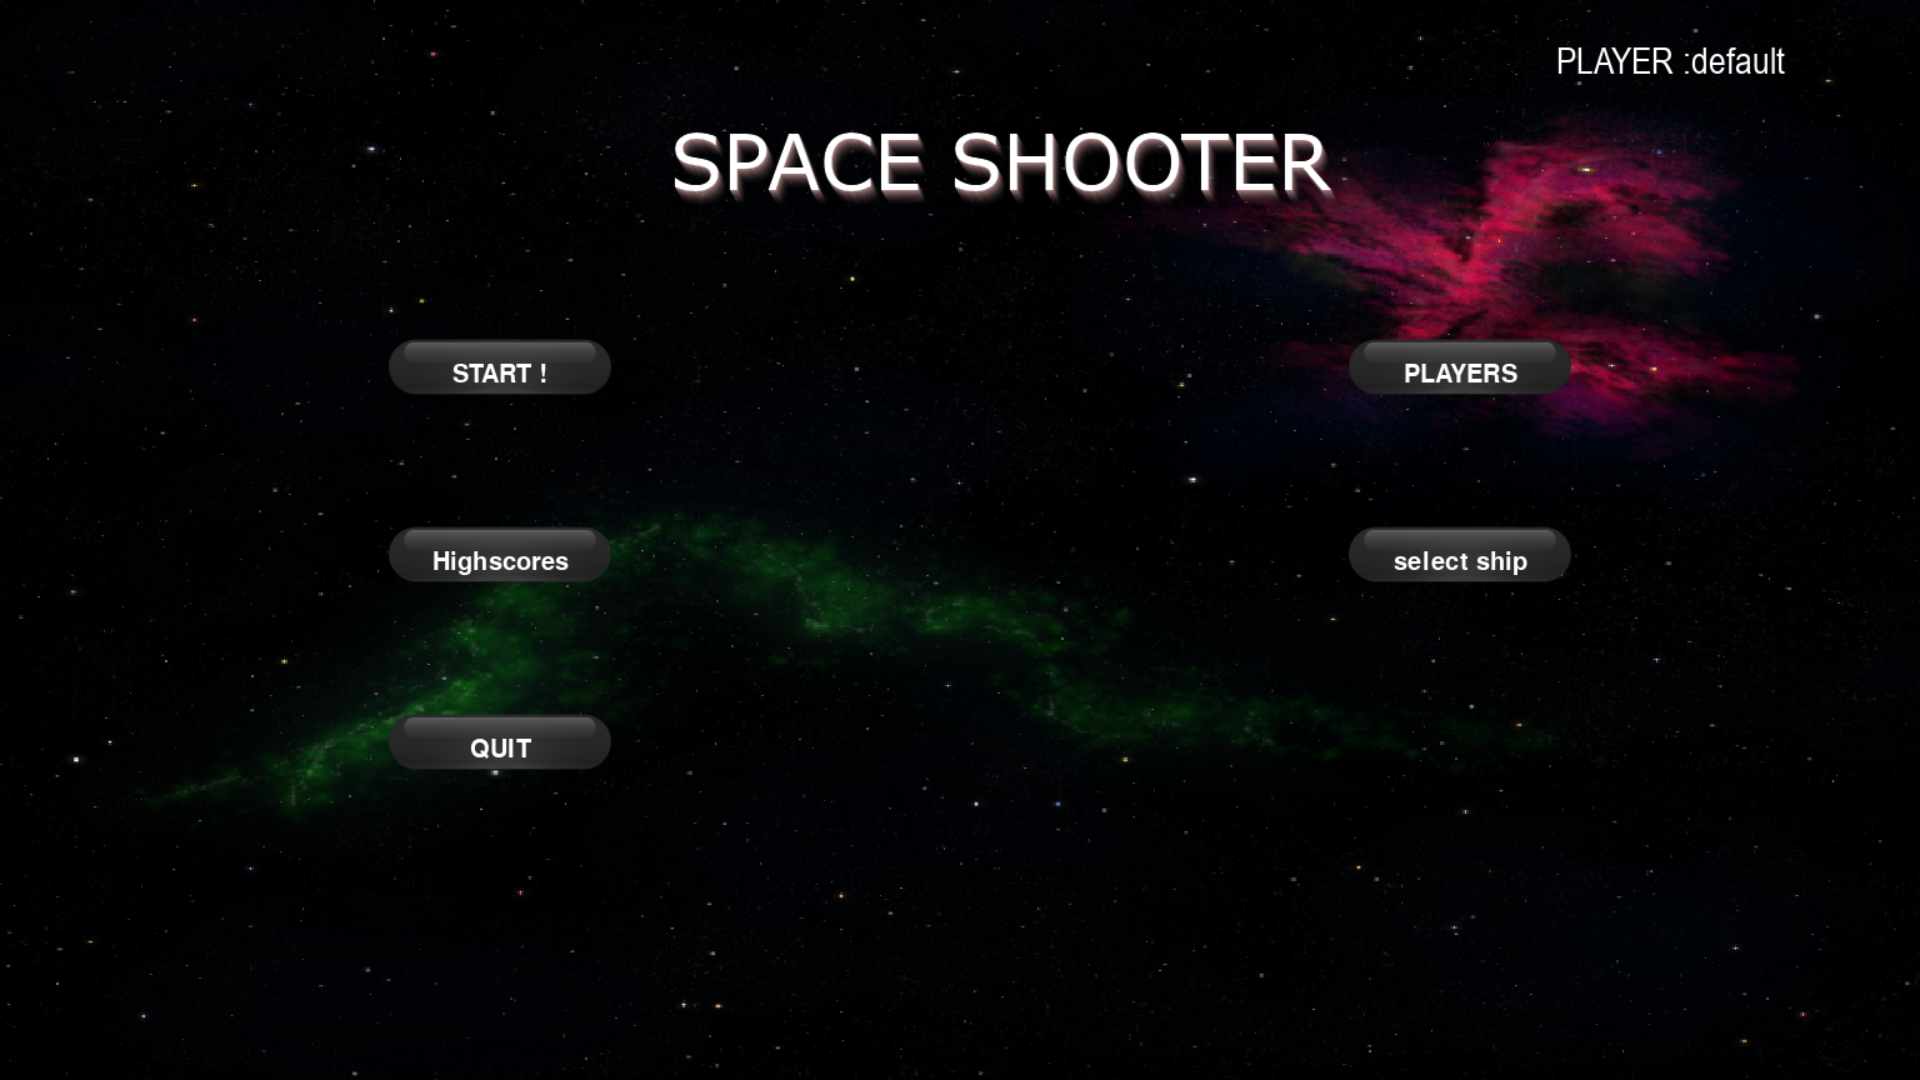 PLAYER :default
SPACE SHOOTER
START !
PLAYERS
Highscores
select ship
QUIT